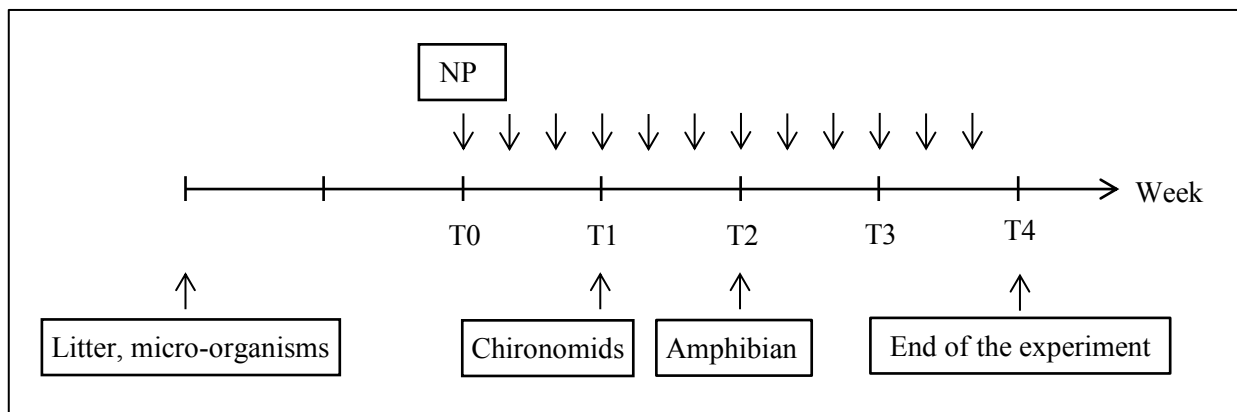 NP
Week
T0
T1
T2
T3
T4
Litter, micro-organisms
Chironomids
Amphibian
End of the experiment